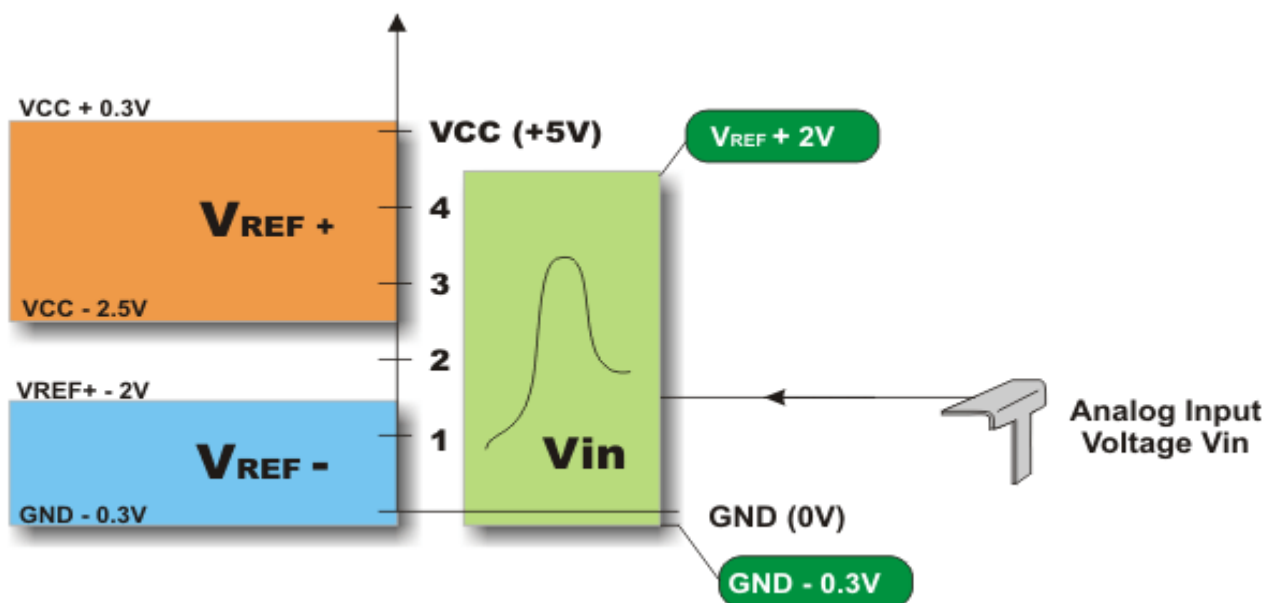 VCC + 0.3V
VCC (+5V)
VREF + 2V
VREF +
4
3
VCC - 2.5V
2
VREF+ - 2V
1
VREF -
Vin
Analog Input
Voltage Vin
GND - 0.3V
GND (0V)
GND - 0.3V